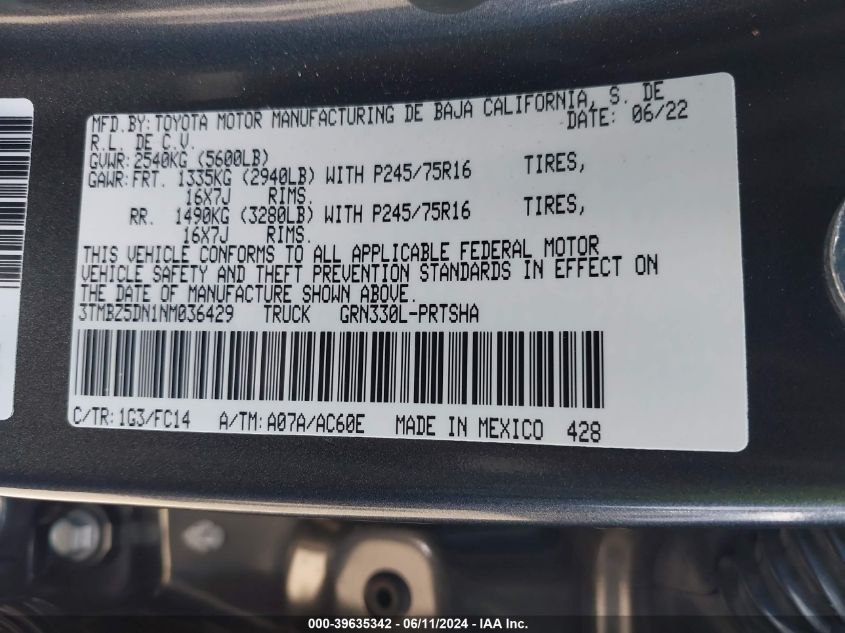 MFD.BY:TOYOTA MOTOR MANUFACTURING DE BAJA CALIFORNIA, S. DE
R.L. DE C.V. DATE: 06/22
GVWR:2540KG (5600LB)
GAWR:FRT. 1335KG (2940LB) WITH P245/75R16 TIRES,
16X7J RIMS.
RR. 1490KG (3280LB) WITH P245/75R16 TIRES,
16X7J RIMS.
THIS VEHICLE CONFORMS TO ALL APPLICABLE FEDERAL MOTOR
VEHICLE SAFETY AND THEFT PREVENTION STANDARDS IN EFFECT ON
THE DATE OF MANUFACTURE SHOWN ABOVE.
3TMBZ5DN1NM036429 TRUCK GRN330L-PRTSHA
C/TR:1G3/FC14 A/TM:A07A/AC60E MADE IN MEXICO 428
000-39635342 - 06/11/2024 - IAA Inc.